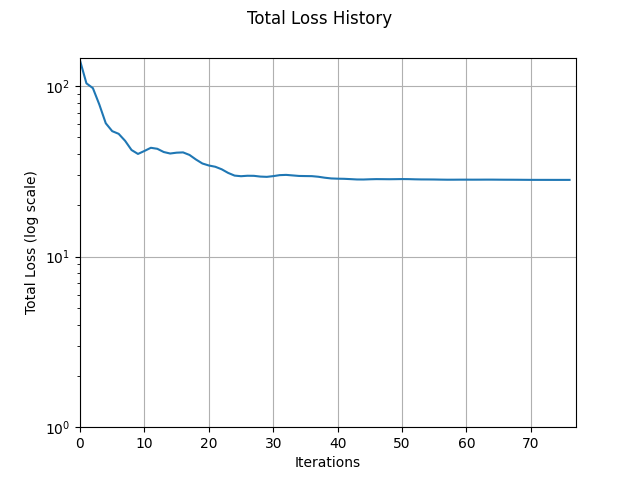 Total Loss History
Total Loss (log scale)
10²
10¹
10⁰
0 10 20 30 40 50 60 70
Iterations